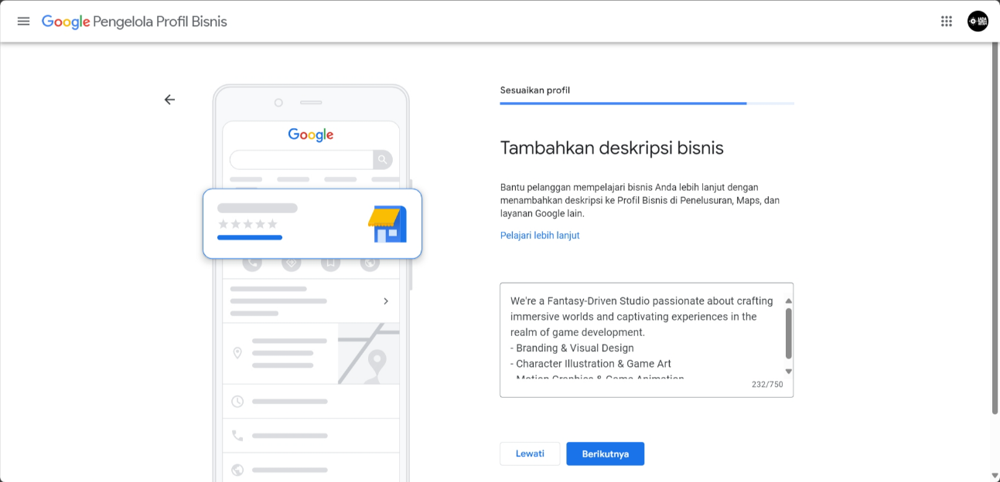 Google Pengelola Profil Bisnis
Sesuaikan profil
Google
Tambahkan deskripsi bisnis
Bantu pelanggan mempelajari bisnis Anda lebih lanjut dengan
menambahkan deskripsi ke Profil Bisnis di Penelusuran, Maps, dan
layanan Google lain.
Pelajari lebih lanjut
We're a Fantasy-Driven Studio passionate about crafting
immersive worlds and captivating experiences in the
realm of game development.
- Branding & Visual Design
- Character Illustration & Game Art
- Motion Graphics & Game Animation
232/750
Lewati
Berikutnya